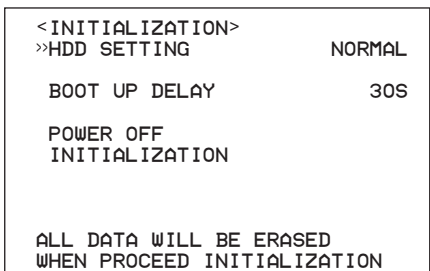 <INITIALIZATION>
»HDD SETTING NORMAL
BOOT UP DELAY 30S
POWER OFF
INITIALIZATION
ALL DATA WILL BE ERASED
WHEN PROCEED INITIALIZATION